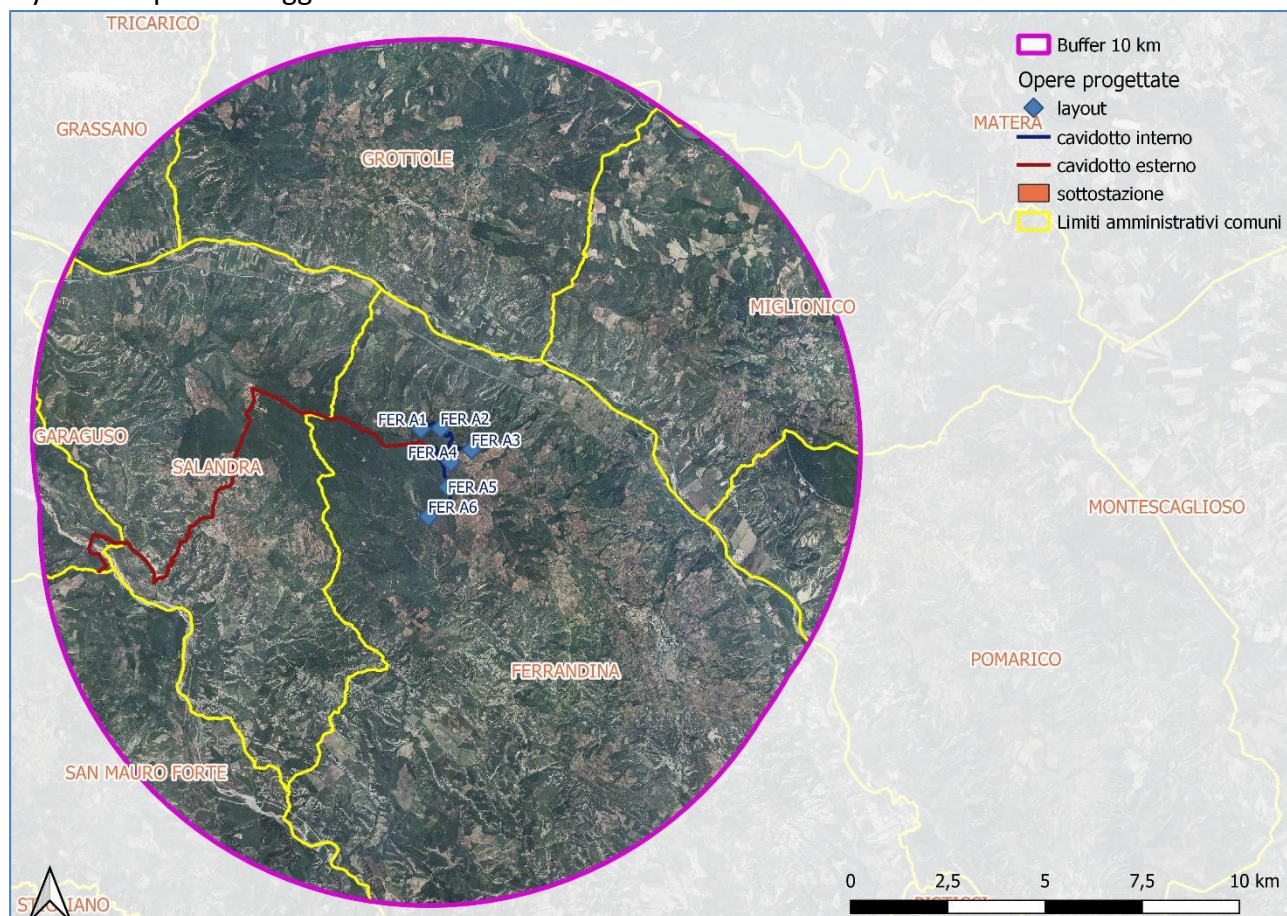 TRICARICO
GRASSANO
GROTTOLE
MATERA
Buffer 10 km
Opere progettate
layout
cavidotto interno
cavidotto esterno
sottostazione
Limiti amministrativi comuni
MIGLIONICO
FER A1
FER A2
FER A3
FER A4
FER A5
FER A6
GARAGUSO
SALANDRA
MONTESCAGLIOSO
FERRANDINA
POMARICO
SAN MAURO FORTE
0 2,5 5 7,5 10 km